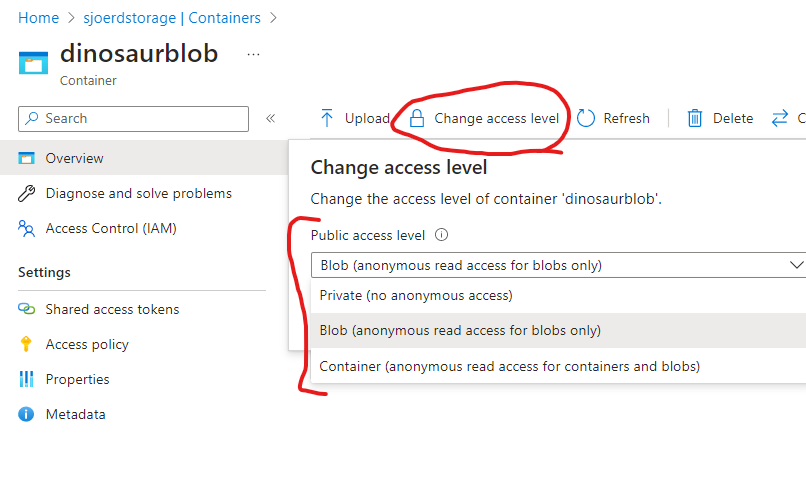 Home > sjoerdstorage | Containers >
dinosaurblob ...
Container
Search «
Upload Change access level Refresh Delete C
Overview
Diagnose and solve problems
Access Control (IAM)
Settings
Shared access tokens
Access policy
Properties
Metadata
Change access level
Change the access level of container 'dinosaurblob'.
Public access level
Blob (anonymous read access for blobs only)
Private (no anonymous access)
Blob (anonymous read access for blobs only)
Container (anonymous read access for containers and blobs)